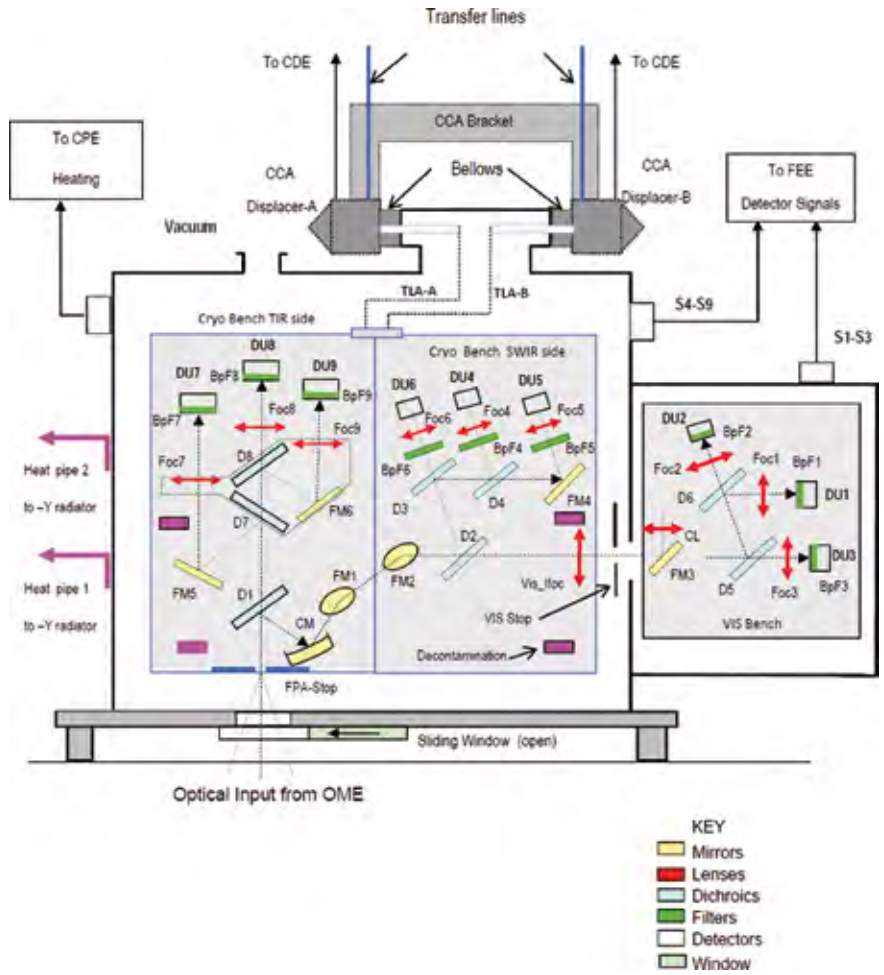 Transfer lines
To CDE
To CDE
CCA Bracket
To CPE
Heating
CCA
Displacer-A
Bellows
CCA
Displacer-B
To FEE
Detector Signals
Vacuum
TLA-A
TLA-B
S4-S9
S1-S3
Cryo Bench TIR side
Cryo Bench SWIR side
DU8
DU7
BpF8
DU9
BpF7
BpF9
Foc8
Foc9
Foc7
D8
D7
FM6
FM5
D1
FM1
CM
FPA-Stop
DU6
DU4
DU5
Foc6
Foc4
Foc5
BpF6
BpF4
BpF5
D3
D4
FM4
D2
FM2
Vis_Ifoc
VIS Stop
Decontamination
DU2
BpF2
Foc2
Foc1
BpF1
DU1
D6
CL
FM3
D5
Foc3
DU3
BpF3
VIS Bench
Heat pipe 2
to –Y radiator
Heat pipe 1
to –Y radiator
Sliding Window (open)
Optical Input from OME
KEY
Mirrors
Lenses
Dichroics
Filters
Detectors
Window